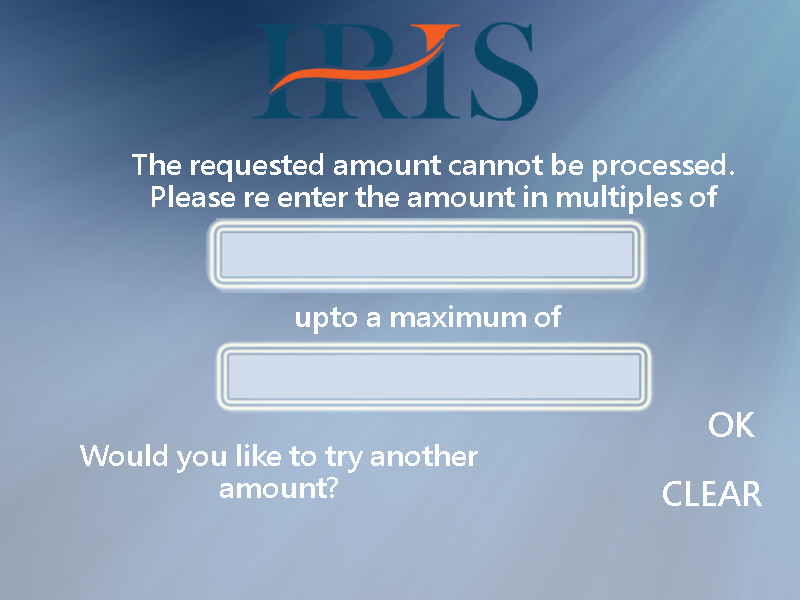 IRIS
The requested amount cannot be processed.
Please re enter the amount in multiples of
upto a maximum of
OK
Would you like to try another
amount?
CLEAR